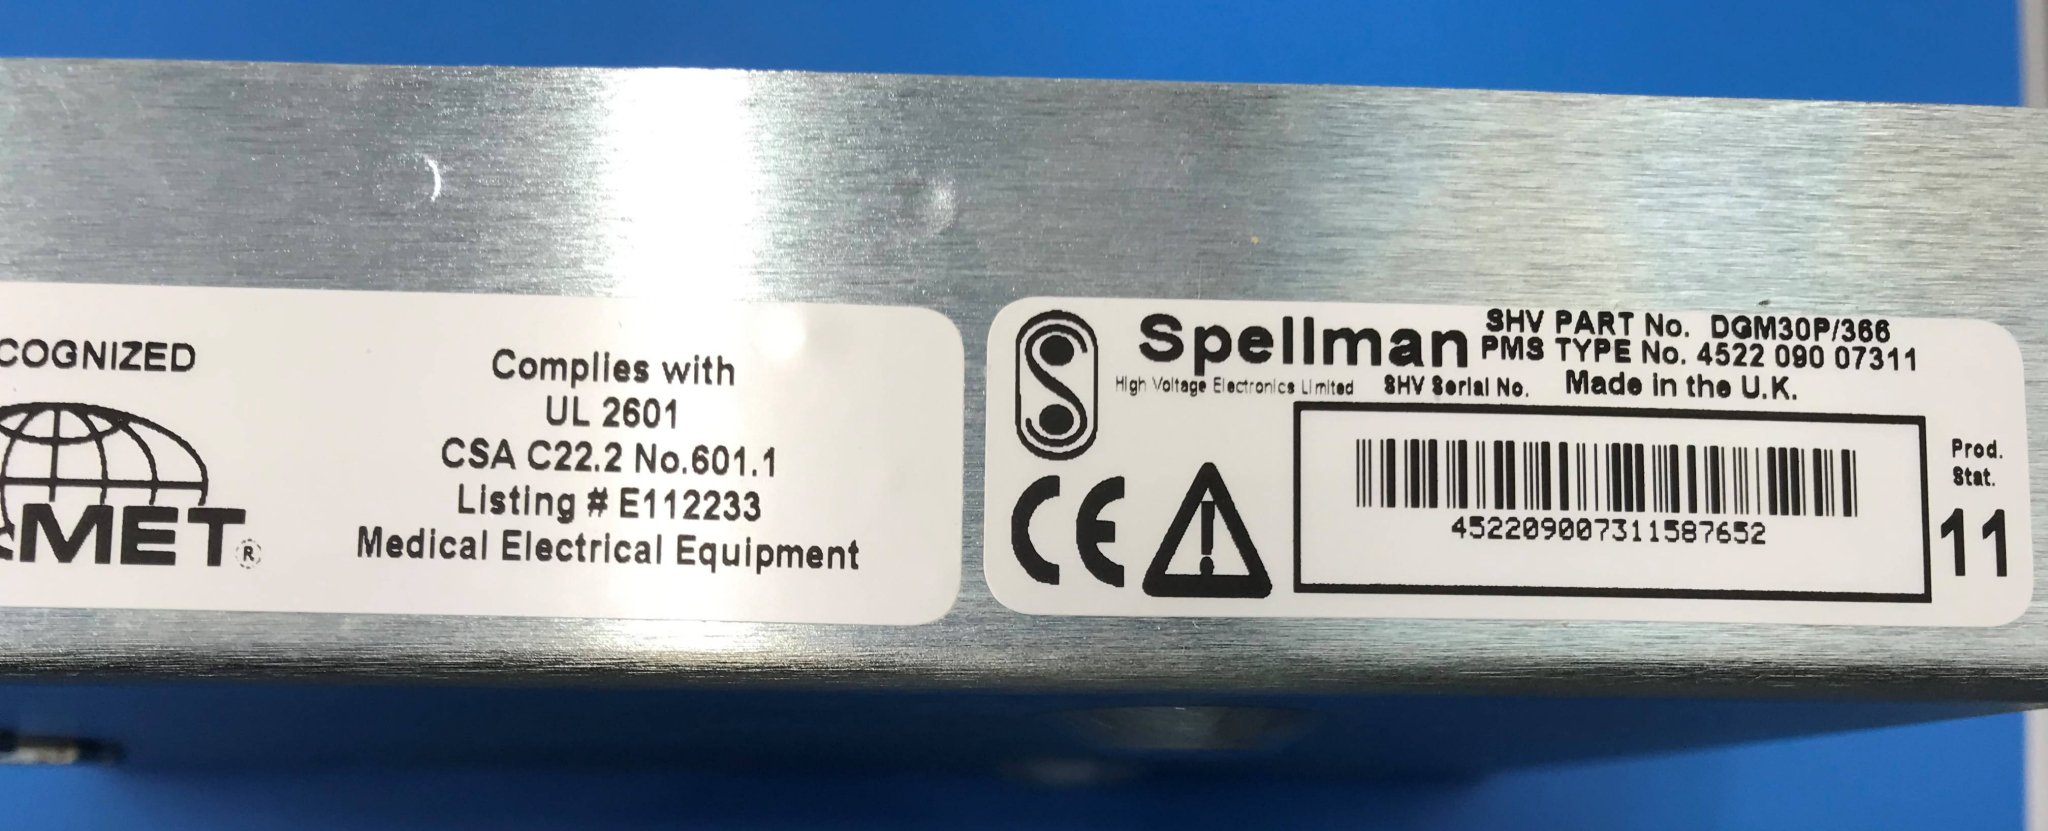 COGNIZED
MET®
Complies with
UL 2601
CSA C22.2 No.601.1
Listing # E112233
Medical Electrical Equipment
Spellman
High Voltage Electronics Limited
SHV PART No. DGM30P/366
PMS TYPE No. 4522 090 07311
SHV Serial No. Made in the U.K.
CE
452209007311587652
Prod.
Stat.
11